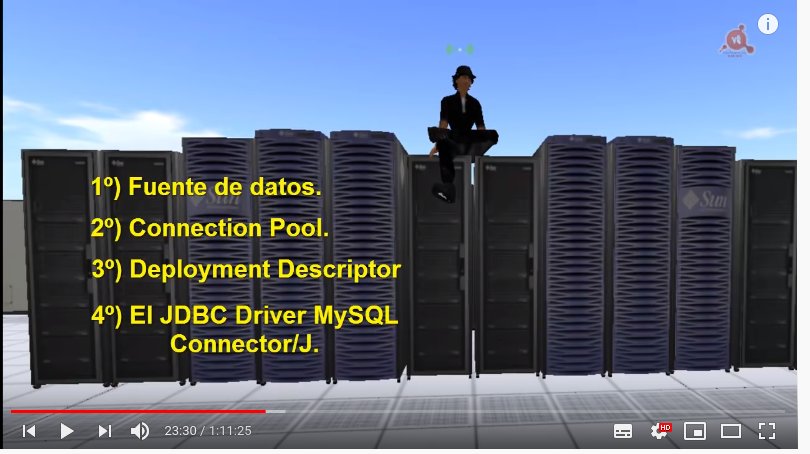 1º) Fuente de datos.
2º) Connection Pool.
3º) Deployment Descriptor
4º) El JDBC Driver MySQL
Connector/J.
Sun
Sun
23:30 / 1:11:25
HD